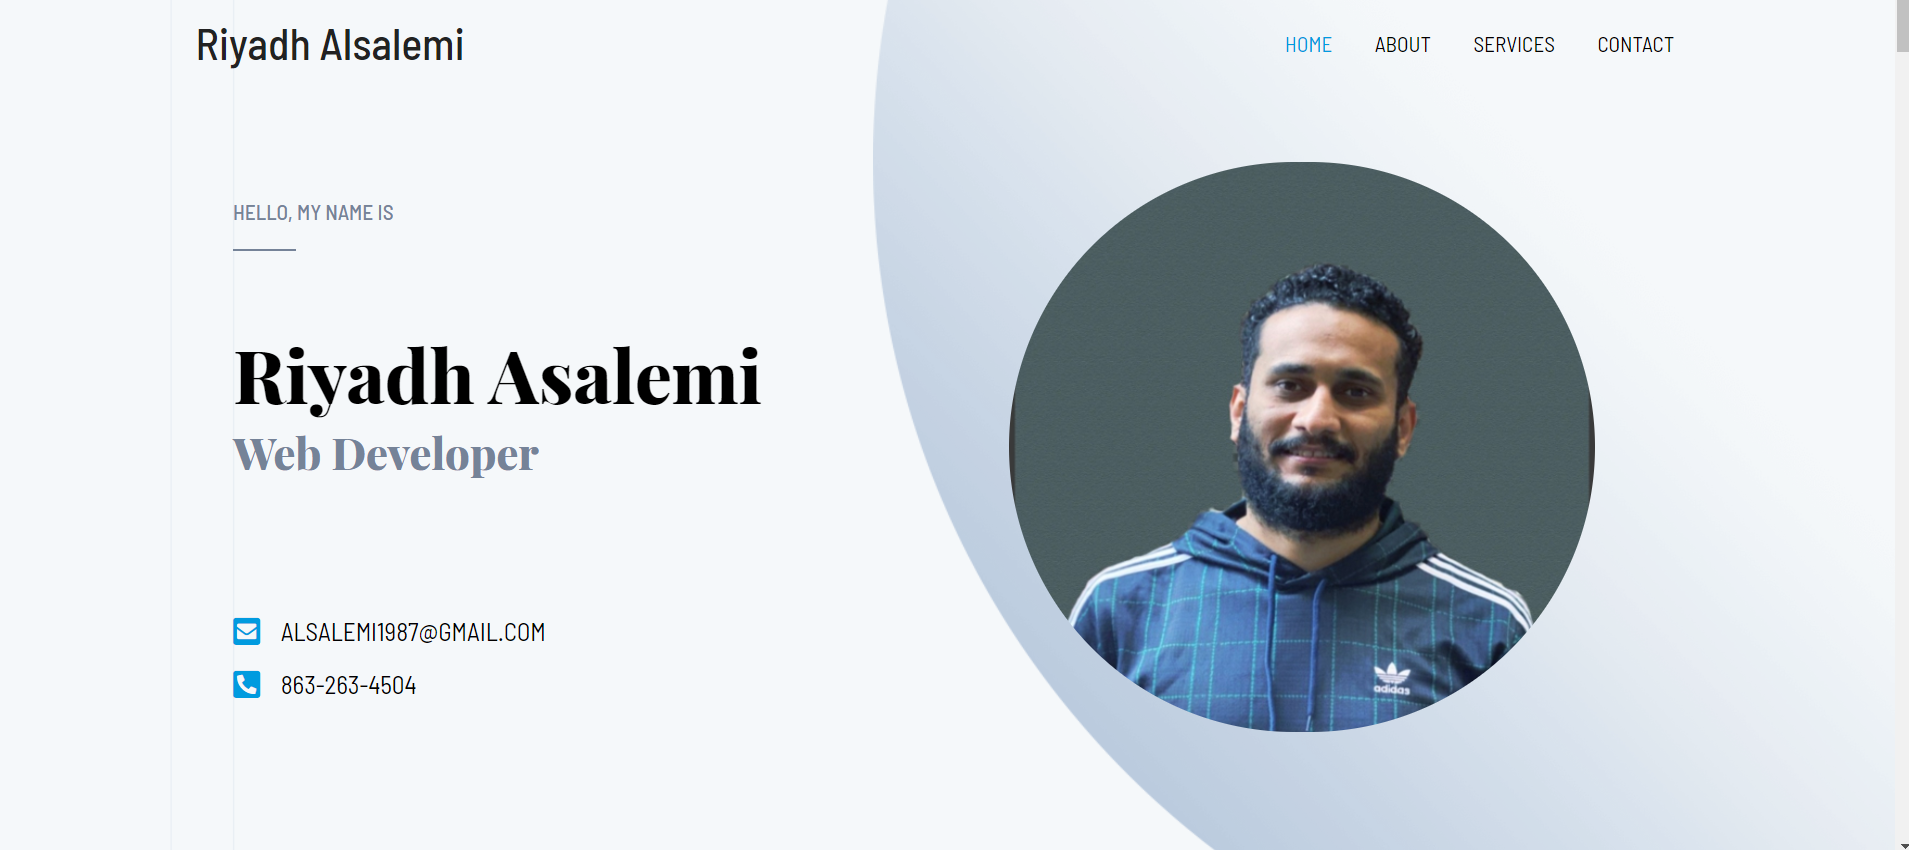 Riyadh Alsalemi
HOME ABOUT SERVICES CONTACT
HELLO, MY NAME IS
Riyadh Asalemi
Web Developer
ALSALEMI1987@GMAIL.COM
863-263-4504
adidas